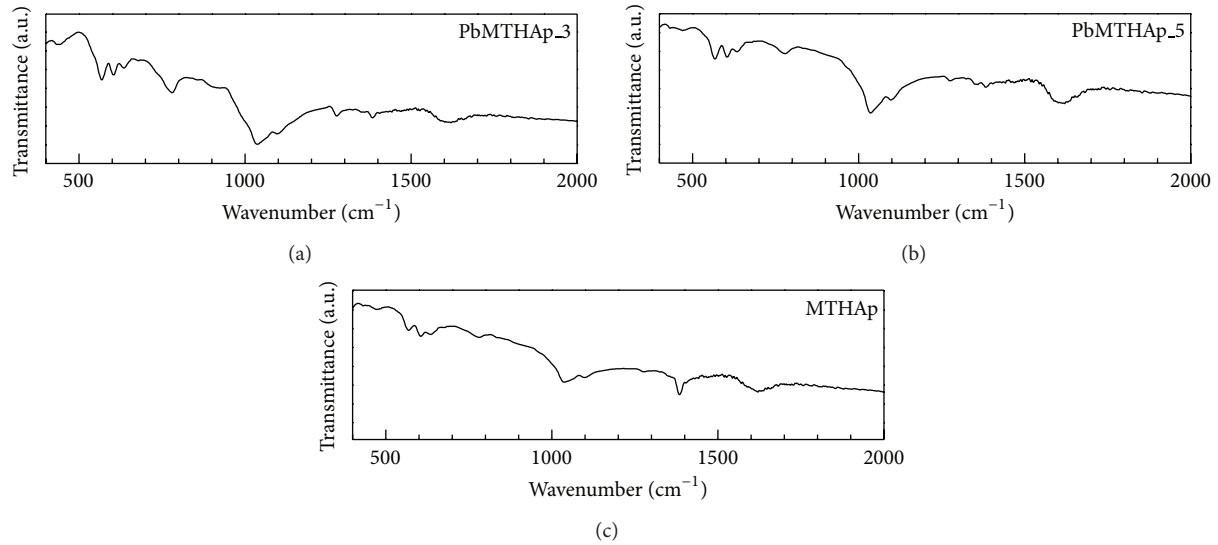 PbMTHAp_3
Transmittance (a.u.)
500 1000 1500 2000
Wavenumber (cm⁻¹)
(a)
PbMTHAp_5
Transmittance (a.u.)
500 1000 1500 2000
Wavenumber (cm⁻¹)
(b)
MTHAp
Transmittance (a.u.)
500 1000 1500 2000
Wavenumber (cm⁻¹)
(c)